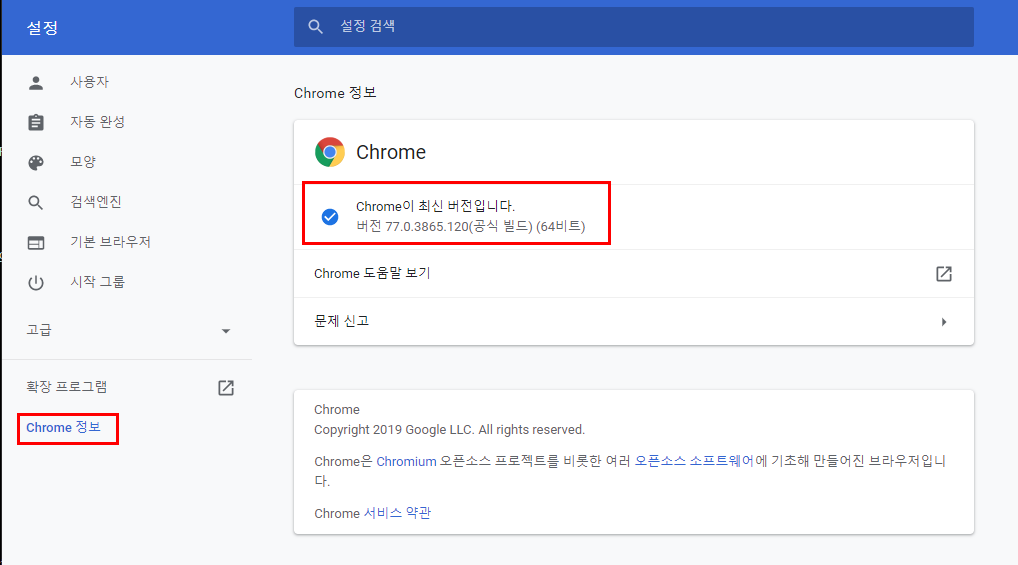 설정
설정 검색
사용자
자동 완성
모양
검색엔진
기본 브라우저
시작 그룹
고급
확장 프로그램
Chrome 정보
Chrome 정보
Chrome
Chrome이 최신 버전입니다.
버전 77.0.3865.120(공식 빌드) (64비트)
Chrome 도움말 보기
문제 신고
Chrome
Copyright 2019 Google LLC. All rights reserved.
Chrome은 Chromium 오픈소스 프로젝트를 비롯한 여러 오픈소스 소프트웨어에 기초해 만들어진 브라우저입니
다.
Chrome 서비스 약관